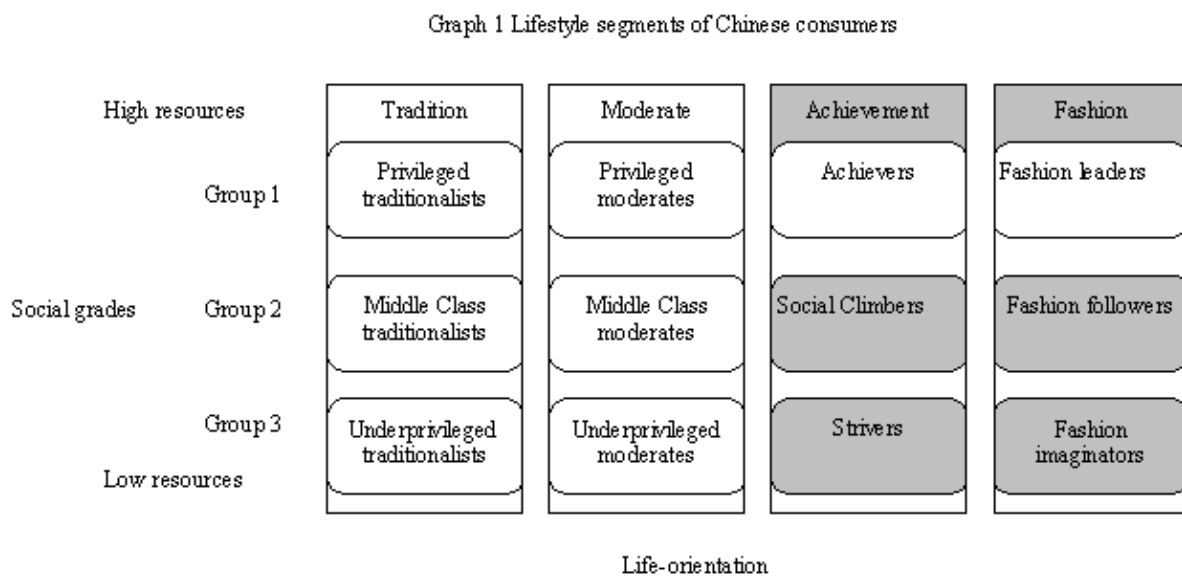 Graph 1 Lifestyle segments of Chinese consumers
High resources
Tradition
Moderate
Achievement
Fashion
Group 1
Privileged
traditionalists
Privileged
moderates
Achievers
Fashion leaders
Social grades
Group 2
Middle Class
traditionalists
Middle Class
moderates
Social Climbers
Fashion followers
Group 3
Underprivileged
traditionalists
Underprivileged
moderates
Strivers
Fashion
imaginators
Low resources
Life-orientation